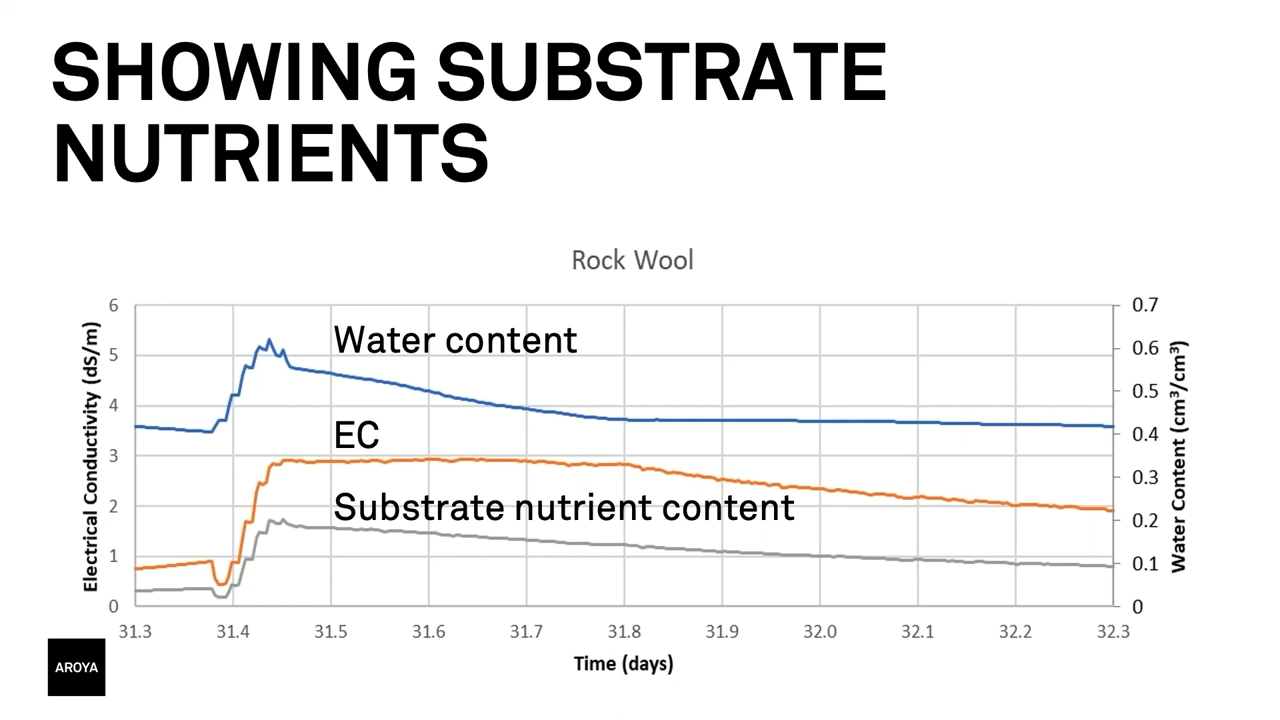 SHOWING SUBSTRATE
NUTRIENTS
Rock Wool
Electrical Conductivity (dS/m)
6
5
4
3
2
1
0
Water content
EC
Substrate nutrient content
0.7
0.6
0.5
0.4
0.3
0.2
0.1
0
Water Content (cm³/cm³)
31.3 31.4 31.5 31.6 31.7 31.8 31.9 32.0 32.1 32.2 32.3
Time (days)
AROYA